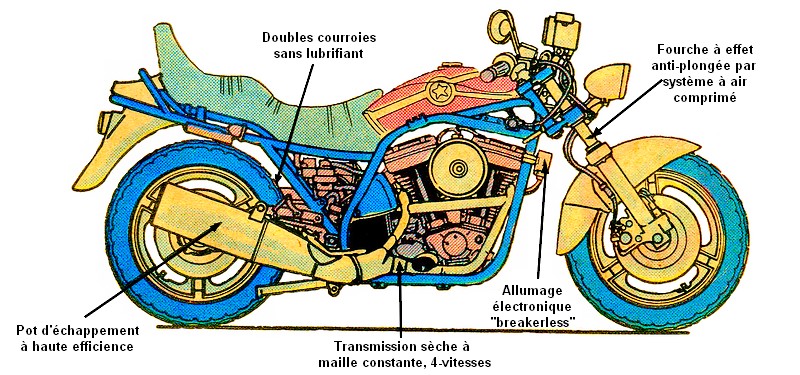 Doubles courroies
sans lubrifiant
Fourche à effet
anti-plongée par
système à air
comprimé
Allumage
électronique
"breakerless"
Pot d'échappement
à haute efficience
Transmission sèche à
maille constante, 4-vitesses